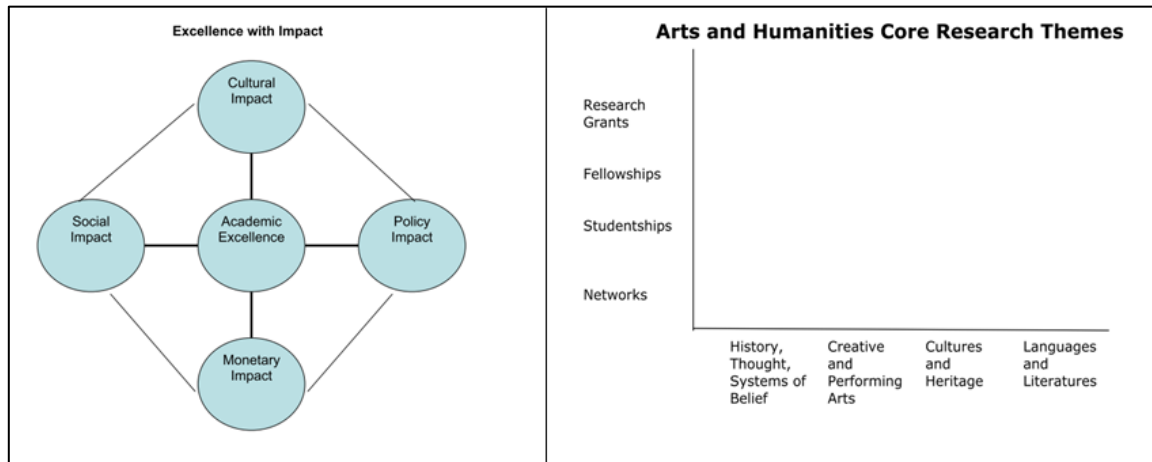 Excellence with Impact
Cultural
Impact
Social
Impact
Academic
Excellence
Policy
Impact
Monetary
Impact
Arts and Humanities Core Research Themes
Research
Grants
Fellowships
Studentships
Networks
History,
Thought,
Systems of
Belief
Creative
and
Performing
Arts
Cultures
and
Heritage
Languages
and
Literatures